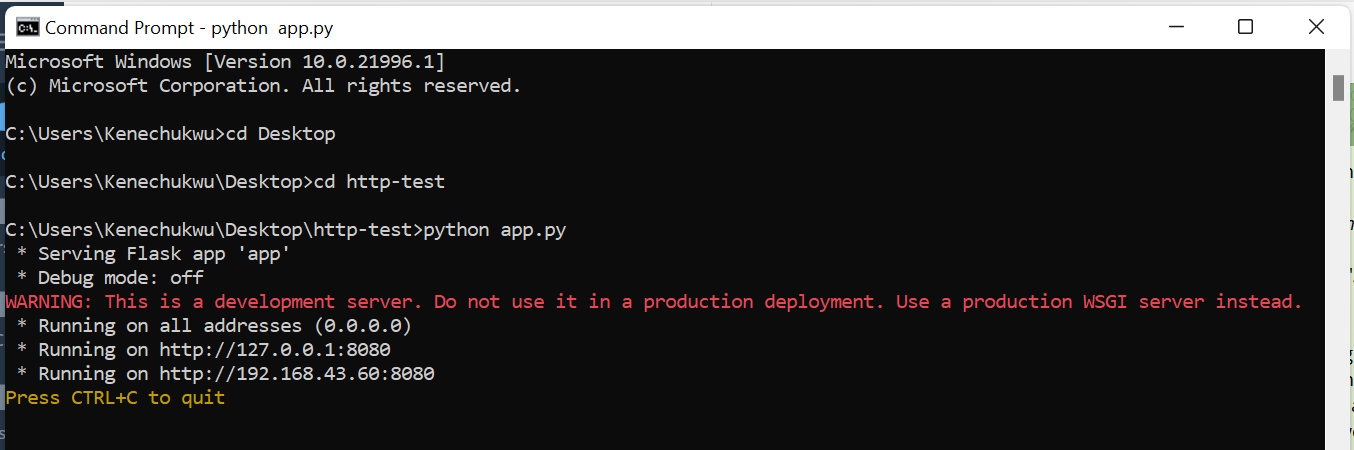 Command Prompt - python  app.py
Microsoft Windows [Version 10.0.21996.1]
(c) Microsoft Corporation. All rights reserved.
C:\Users\Kenechukwu>cd Desktop
C:\Users\Kenechukwu\Desktop>cd http-test
C:\Users\Kenechukwu\Desktop\http-test>python app.py
 * Serving Flask app 'app'
 * Debug mode: off
WARNING: This is a development server. Do not use it in a production deployment. Use a production WSGI server instead.
 * Running on all addresses (0.0.0.0)
 * Running on http://127.0.0.1:8080
 * Running on http://192.168.43.60:8080
Press CTRL+C to quit